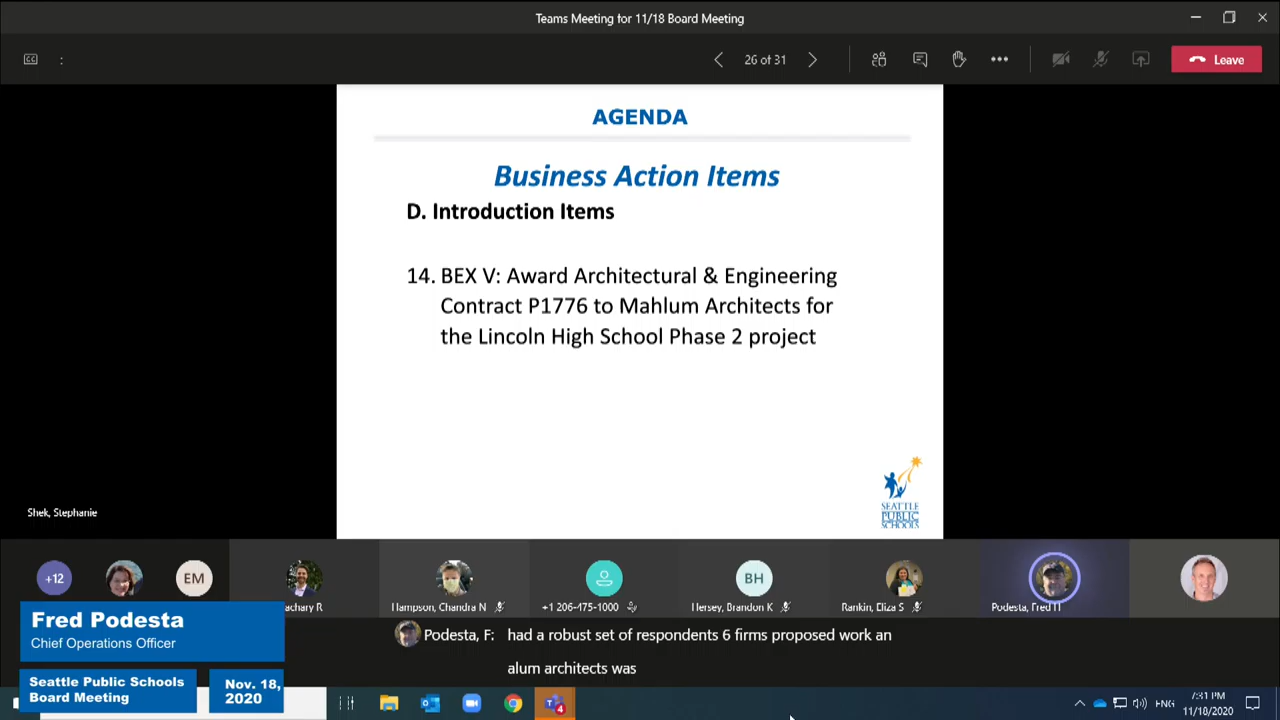 Teams Meeting for 11/18 Board Meeting
CC
:
26 of 31
Leave
AGENDA
Business Action Items
D. Introduction Items
14. BEX V: Award Architectural & Engineering
Contract P1776 to Mahlum Architects for
the Lincoln High School Phase 2 project
SEATTLE
PUBLIC
SCHOOLS
Shek, Stephanie
+12
EM
BH
achary R
Hampson, Chandra N
+1 206-475-1000
Hersey, Brandon K
Rankin, Eliza S
Podesta, Fred H
Fred Podesta
Chief Operations Officer
Podesta, F: had a robust set of respondents 6 firms proposed work an
alum architects was
Seattle Public Schools
Board Meeting
Nov. 18,
2020
4
ENG
7:31 PM
11/18/2020